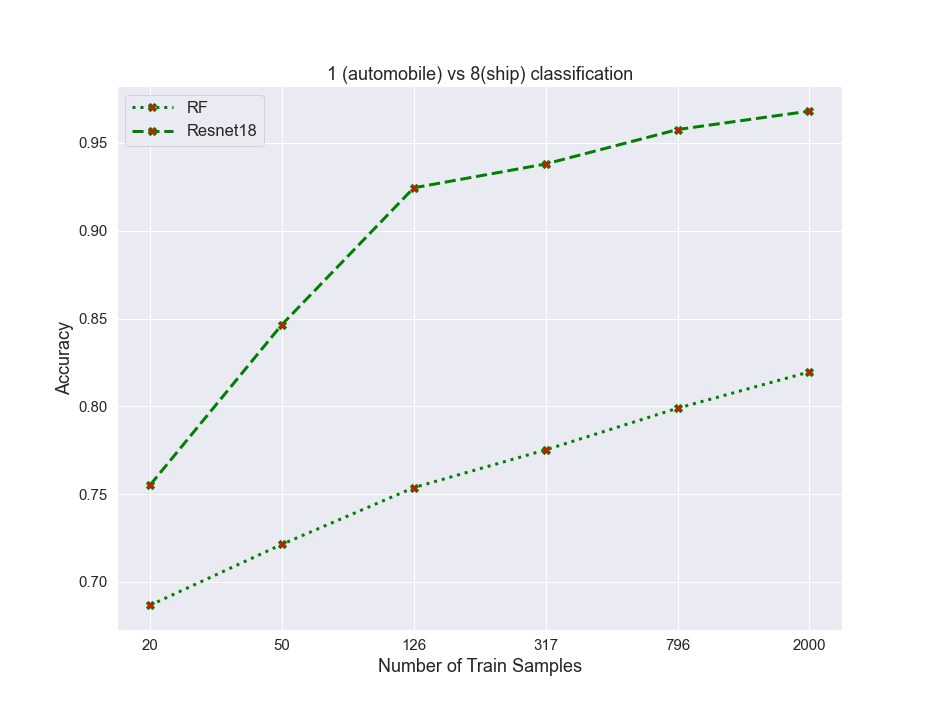 1 (automobile) vs 8(ship) classification
RF
Resnet18
0.95
0.90
0.85
0.80
0.75
0.70
Accuracy
20 50 126 317 796 2000
Number of Train Samples